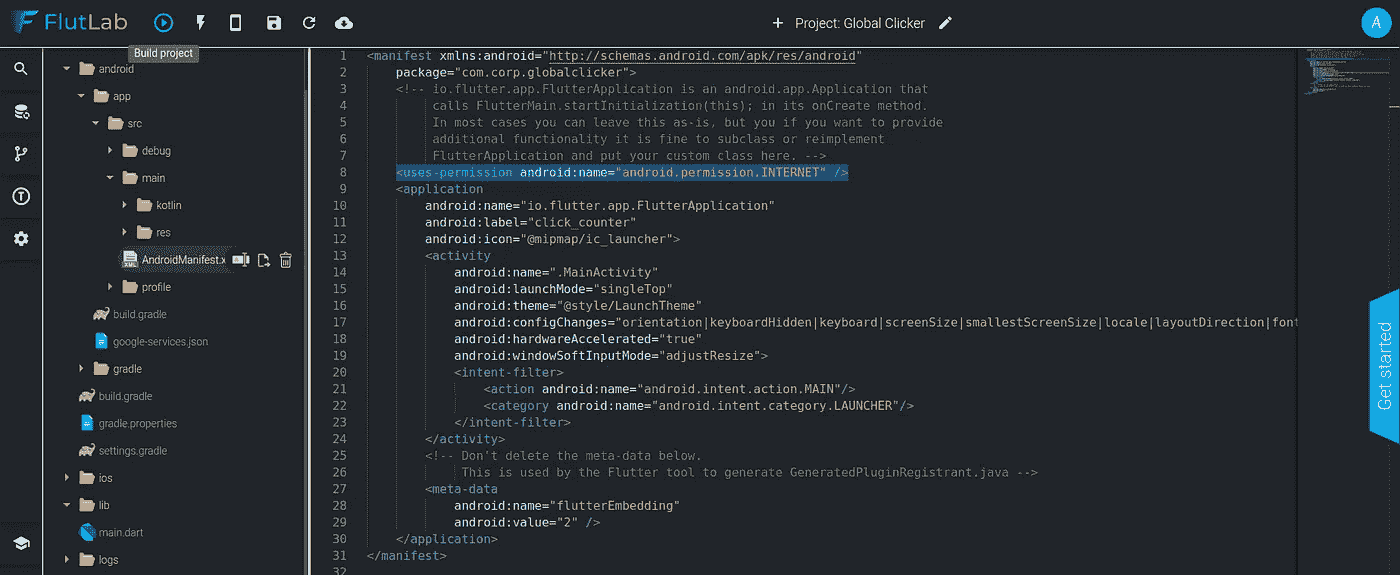 FlutLab
Project: Global Clicker
A
Build project
android
app
src
debug
main
kotlin
res
XML
AndroidManifest.x
profile
build.gradle
google-services.json
gradle
build.gradle
gradle.properties
settings.gradle
ios
lib
main.dart
logs
1 <manifest xmlns:android="http://schemas.android.com/apk/res/android"
2 package="com.corp.globalclicker">
3 <!-- io.flutter.app.FlutterApplication is an android.app.Application that
4 calls FlutterMain.startInitialization(this); in its onCreate method.
5 In most cases you can leave this as-is, but you if you want to provide
6 additional functionality it is fine to subclass or reimplement
7 FlutterApplication and put your custom class here. -->
8 <uses-permission android:name="android.permission.INTERNET" />
9 <application
10 android:name="io.flutter.app.FlutterApplication"
11 android:label="click_counter"
12 android:icon="@mipmap/ic_launcher">
13 <activity
14 android:name=".MainActivity"
15 android:launchMode="singleTop"
16 android:theme="@style/LaunchTheme"
17 android:configChanges="orientation|keyboardHidden|keyboard|screenSize|smallestScreenSize|locale|layoutDirection|font
18 android:hardwareAccelerated="true"
19 android:windowSoftInputMode="adjustResize">
20 <intent-filter>
21 <action android:name="android.intent.action.MAIN"/>
22 <category android:name="android.intent.category.LAUNCHER"/>
23 </intent-filter>
24 </activity>
25 <!-- Don't delete the meta-data below.
26 This is used by the Flutter tool to generate GeneratedPluginRegistrant.java -->
27 <meta-data
28 android:name="flutterEmbedding"
29 android:value="2" />
30 </application>
31 </manifest>
32
Get started